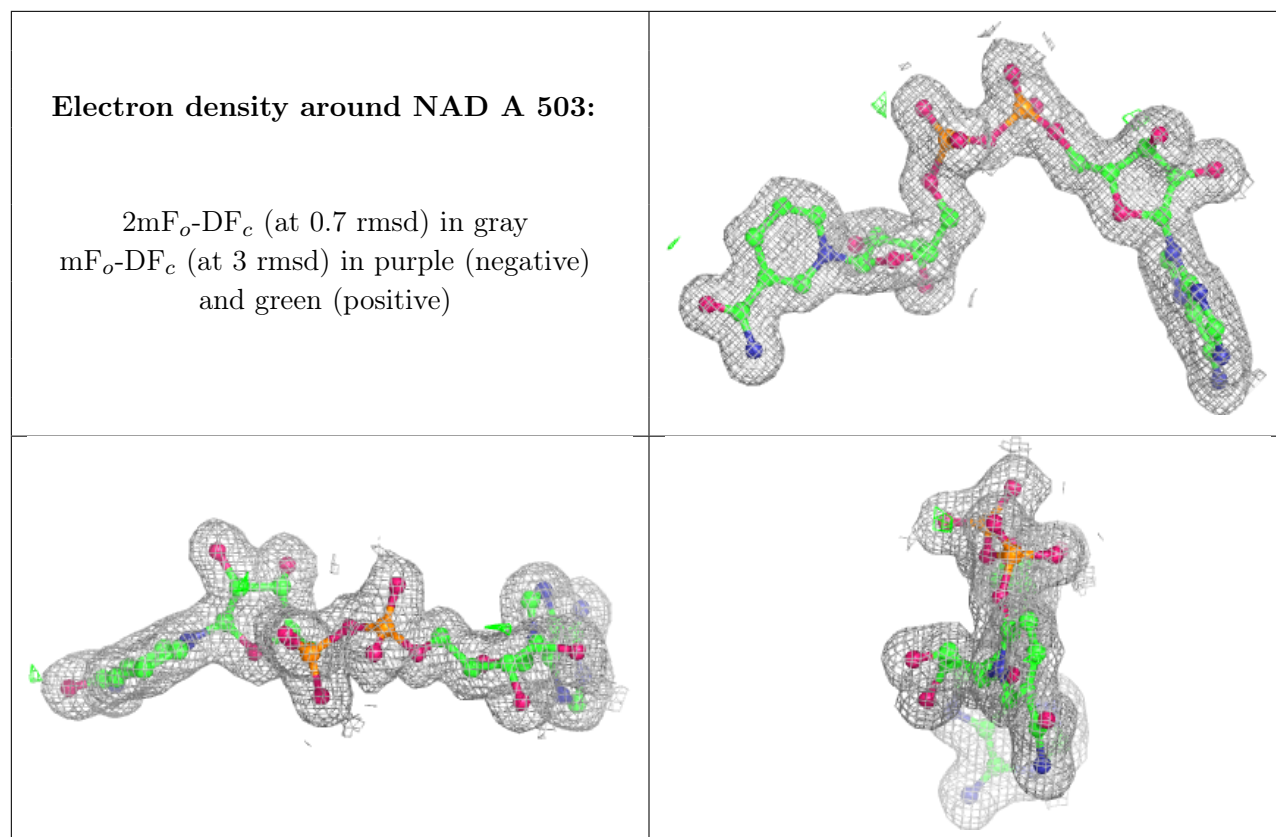 Electron density around NAD A 503:
2mFo-DFc (at 0.7 rmsd) in gray
mFo-DFc (at 3 rmsd) in purple (negative)
and green (positive)